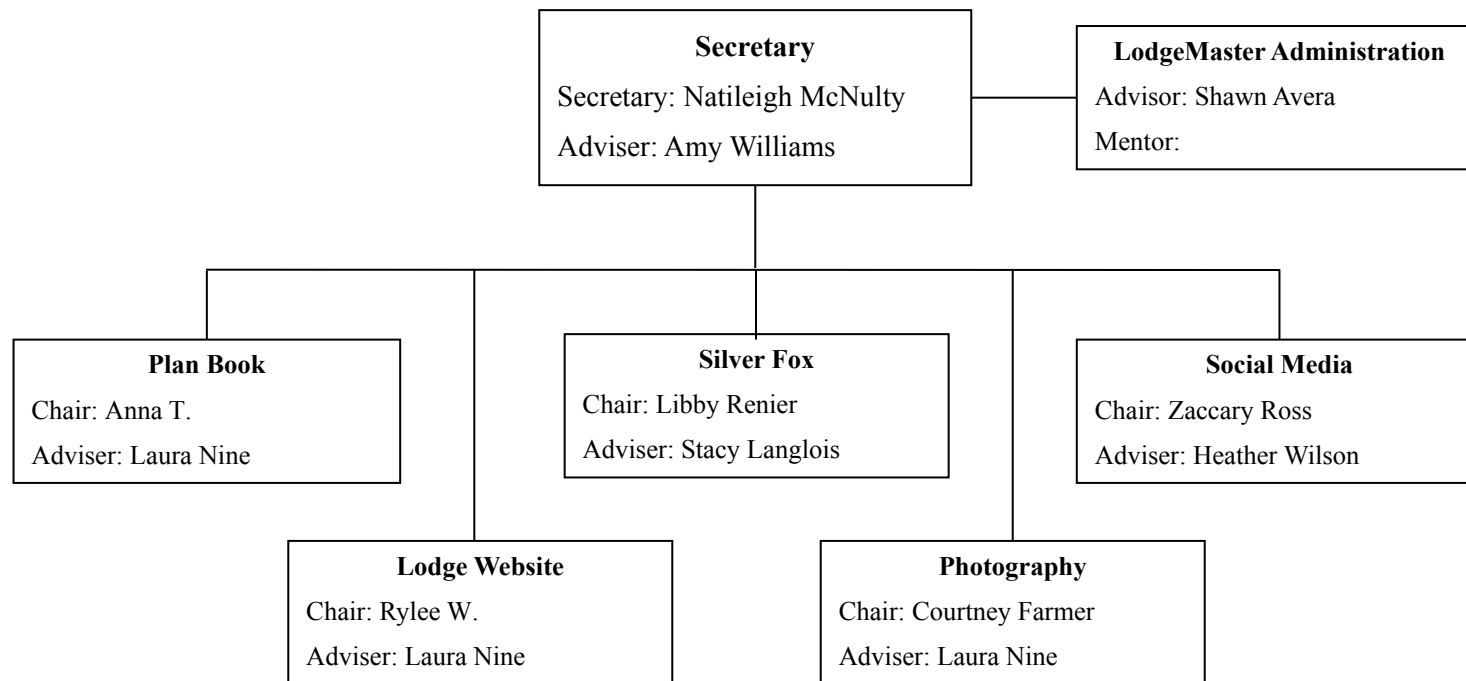 Secretary
Secretary: Natileigh McNulty
Adviser: Amy Williams
LodgeMaster Administration
Advisor: Shawn Avera
Mentor:
Plan Book
Chair: Anna T.
Adviser: Laura Nine
Silver Fox
Chair: Libby Renier
Adviser: Stacy Langlois
Social Media
Chair: Zaccary Ross
Adviser: Heather Wilson
Lodge Website
Chair: Rylee W.
Adviser: Laura Nine
Photography
Chair: Courtney Farmer
Adviser: Laura Nine